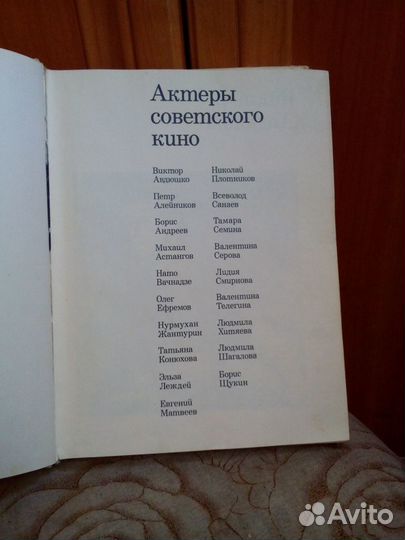 Актеры
советского
кино
Виктор
Авдюшко
Петр
Алейников
Борис
Андреев
Михаил
Астангов
Нато
Вачнадзе
Олег
Ефремов
Нурмухан
Жантурин
Татьяна
Конюхова
Эльза
Леждей
Евгений
Матвеев
Николай
Плотников
Всеволод
Санаев
Тамара
Семина
Валентина
Серова
Лидия
Смирнова
Валентина
Телегина
Людмила
Хитяева
Людмила
Шагалова
Борис
Щукин
Avito